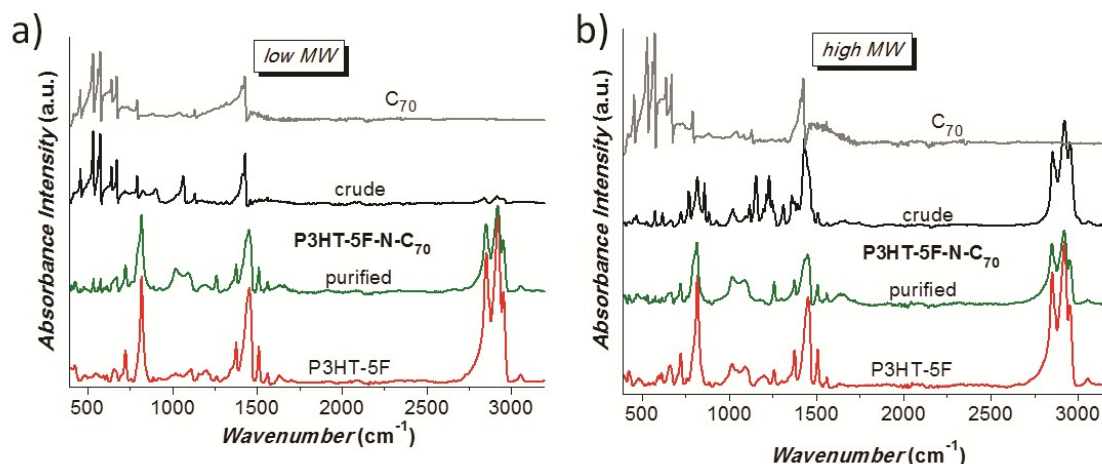 a)
low MW
C70
crude
P3HT-5F-N-C70
purified
P3HT-5F
Absorbance Intensity (a.u.)
500 1000 1500 2000 2500 3000
Wavenumber (cm-1)
b)
high MW
C70
crude
P3HT-5F-N-C70
purified
P3HT-5F
Absorbance Intensity (a.u.)
500 1000 1500 2000 2500 3000
Wavenumber (cm-1)